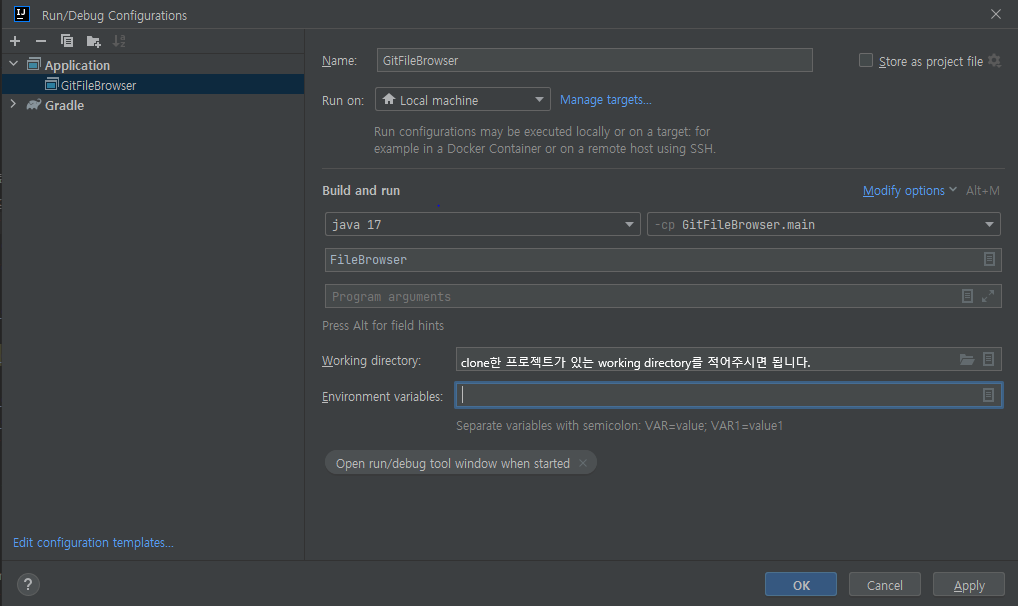 IJ Run/Debug Configurations
Application
GitFileBrowser
Gradle
Edit configuration templates...
Name: GitFileBrowser Store as project file
Run on: Local machine Manage targets...
Run configurations may be executed locally or on a target: for
example in a Docker Container or on a remote host using SSH.
Build and run Modify options Alt+M
java 17 -cp GitFileBrowser.main
FileBrowser
Program arguments
Press Alt for field hints
Working directory: clone한 프로젝트가 있는 working directory를 적어주시면 됩니다.
Environment variables:
Separate variables with semicolon: VAR=value; VAR1=value1
Open run/debug tool window when started
? OK Cancel Apply